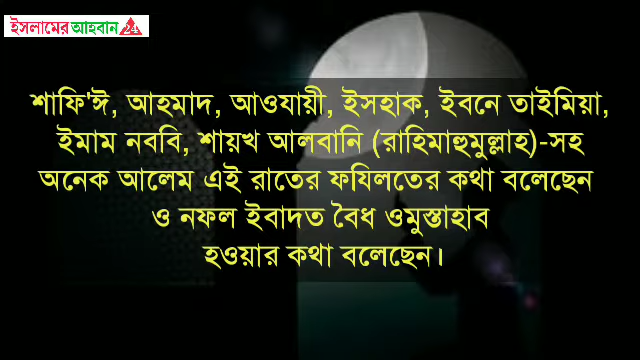 ইসলামের আহবান 24
শাফি'ঈ, আহমাদ, আওযায়ী, ইসহাক, ইবনে তাইমিয়া,
ইমাম নববি, শায়খ আলবানি (রাহিমাহুমুল্লাহ)-সহ
অনেক আলেম এই রাতের ফযিলতের কথা বলেছেন
ও নফল ইবাদত বৈধ ওমুস্তাহাব
হওয়ার কথা বলেছেন।